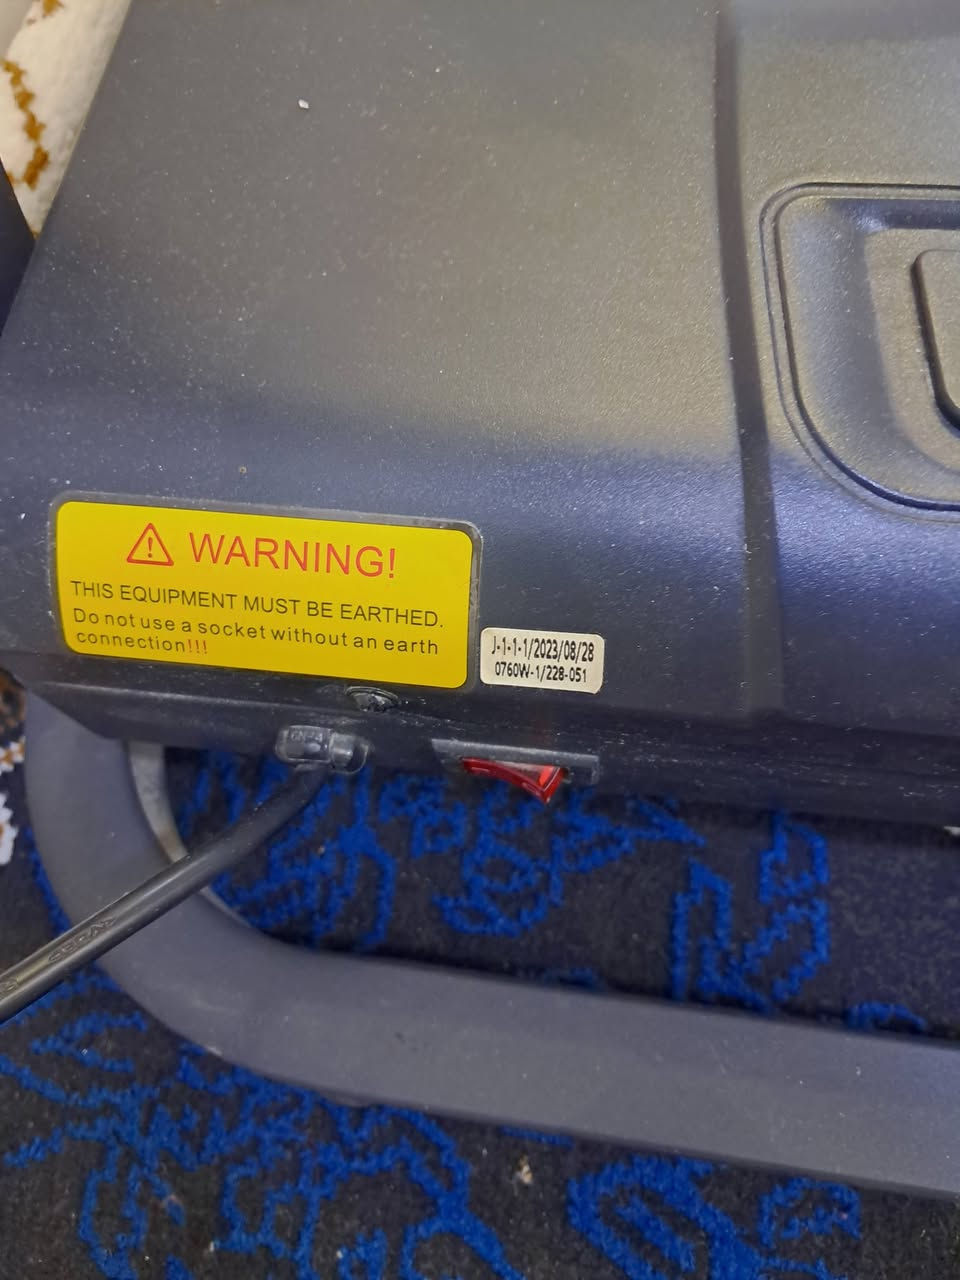 WARNING!
THIS EQUIPMENT MUST BE EARTHED.
Do not use a socket without an earth
connection!!!
J-1-1-1/2023/08/28
0760W-1/228-051